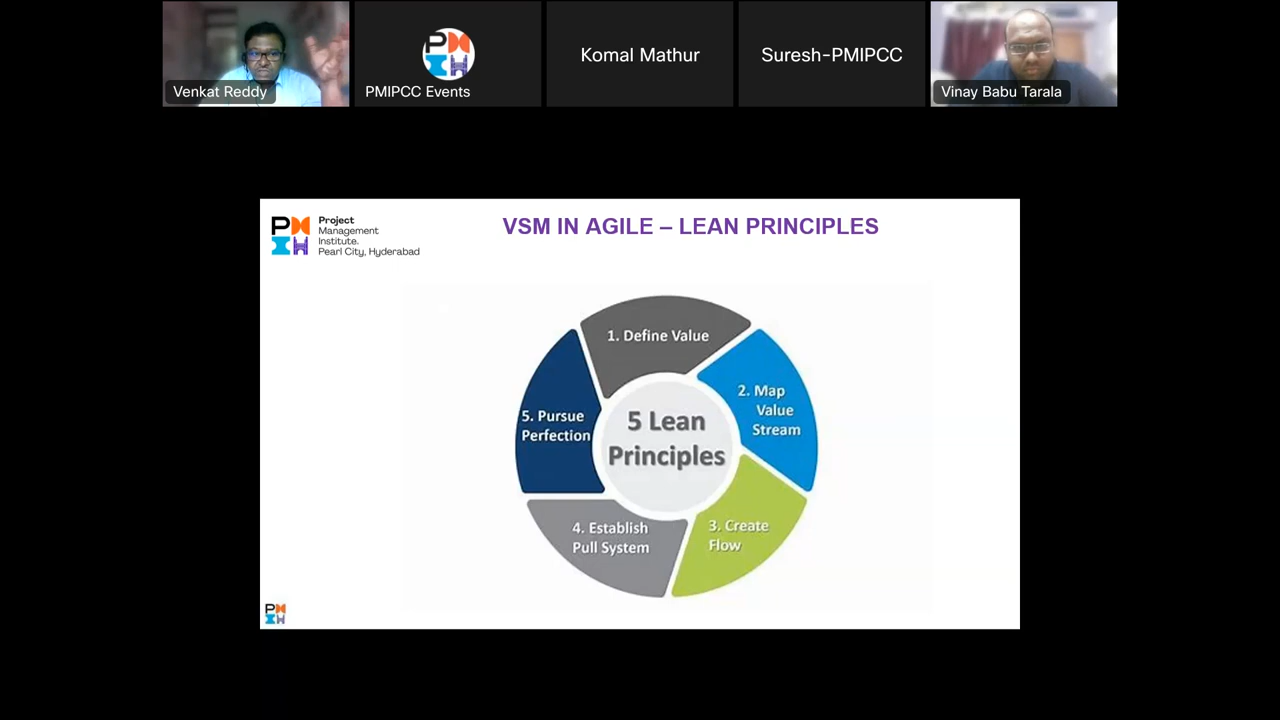 Venkat Reddy
PMIPCC Events
Komal Mathur
Suresh-PMIPCC
Vinay Babu Tarala
Project
Management
Institute.
Pearl City, Hyderabad
VSM IN AGILE – LEAN PRINCIPLES
1. Define Value
2. Map
Value
Stream
3. Create
Flow
4. Establish
Pull System
5. Pursue
Perfection
5 Lean
Principles